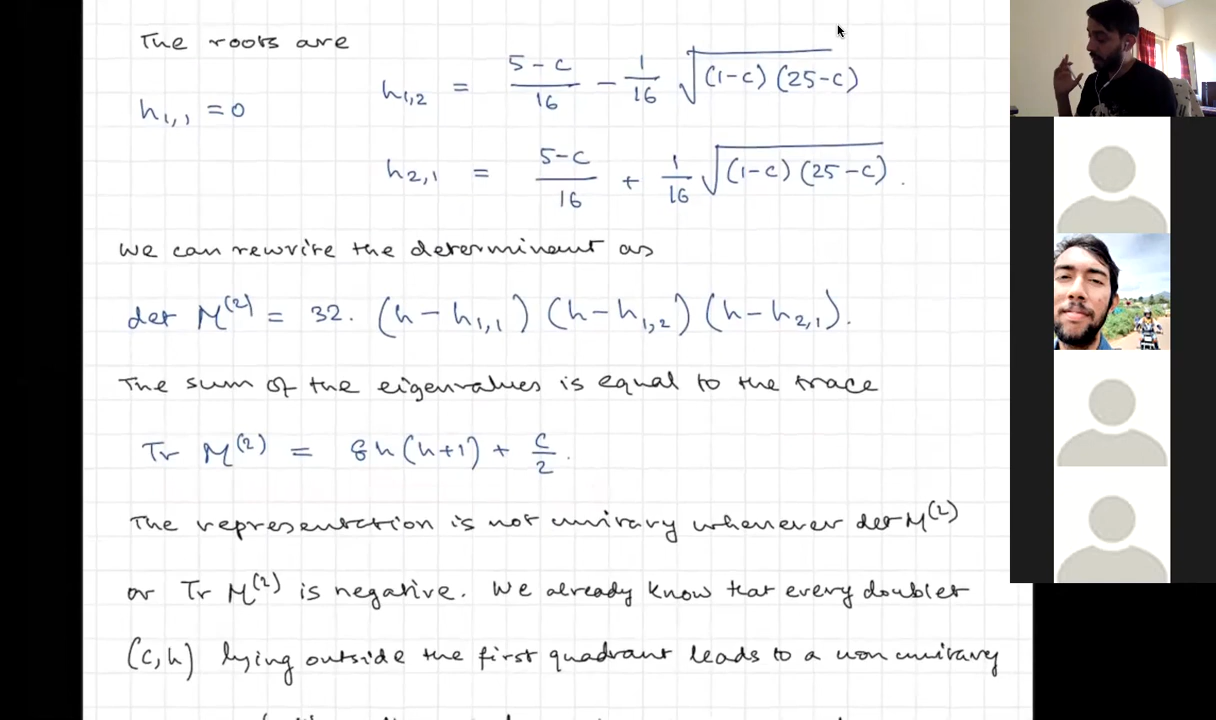 The roots are
h₁,₁ = 0
h₁,₂ = (5-c)/16 - 1/16 √((1-c)(25-c))
h₂,₁ = (5-c)/16 + 1/16 √((1-c)(25-c)).
We can rewrite the determinant as
det M⁽²⁾ = 32. (h-h₁,₁) (h-h₁,₂) (h-h₂,₁).
The sum of the eigenvalues is equal to the trace
Tr M⁽²⁾ = 8h(h+1) + c/2.
The representation is not unitary whenever det M⁽²⁾
or Tr M⁽²⁾ is negative. We already know that every doublet
(c,h) lying outside the first quadrant leads to a non unitary